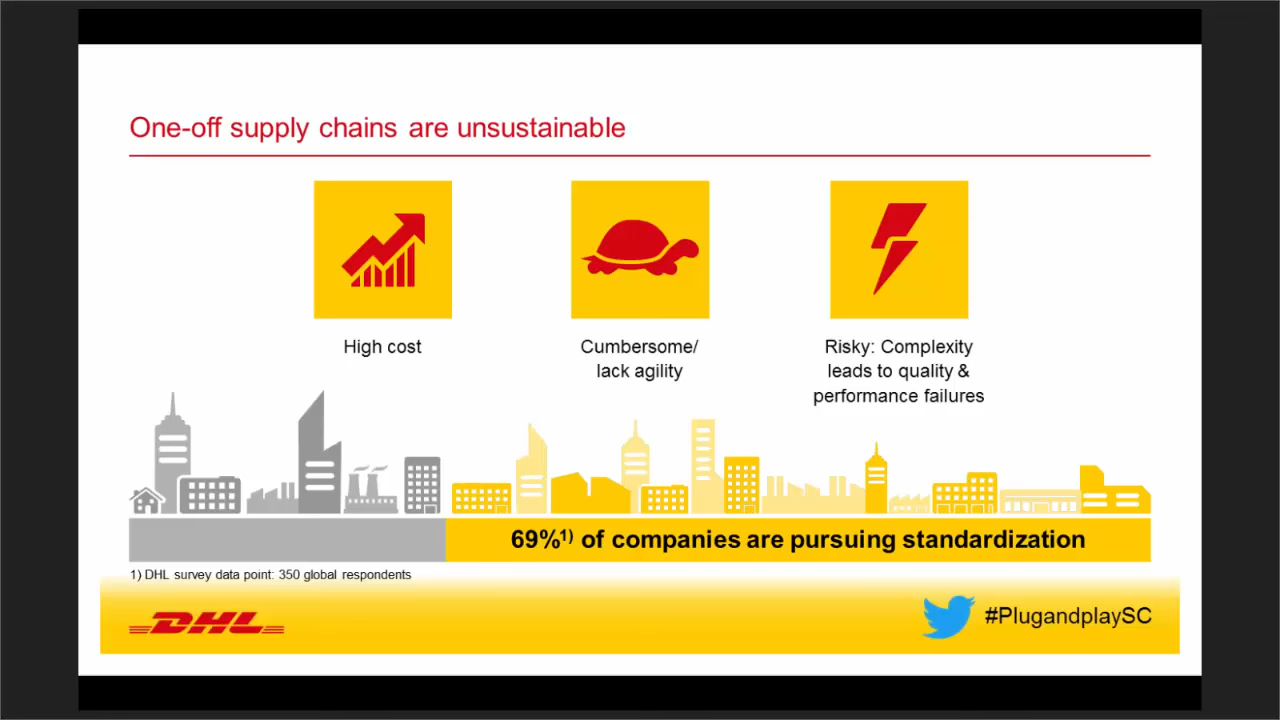 One-off supply chains are unsustainable
High cost
Cumbersome/
lack agility
Risky: Complexity
leads to quality &
performance failures
69%¹⁾ of companies are pursuing standardization
1) DHL survey data point: 350 global respondents
DHL
#PlugandplaySC